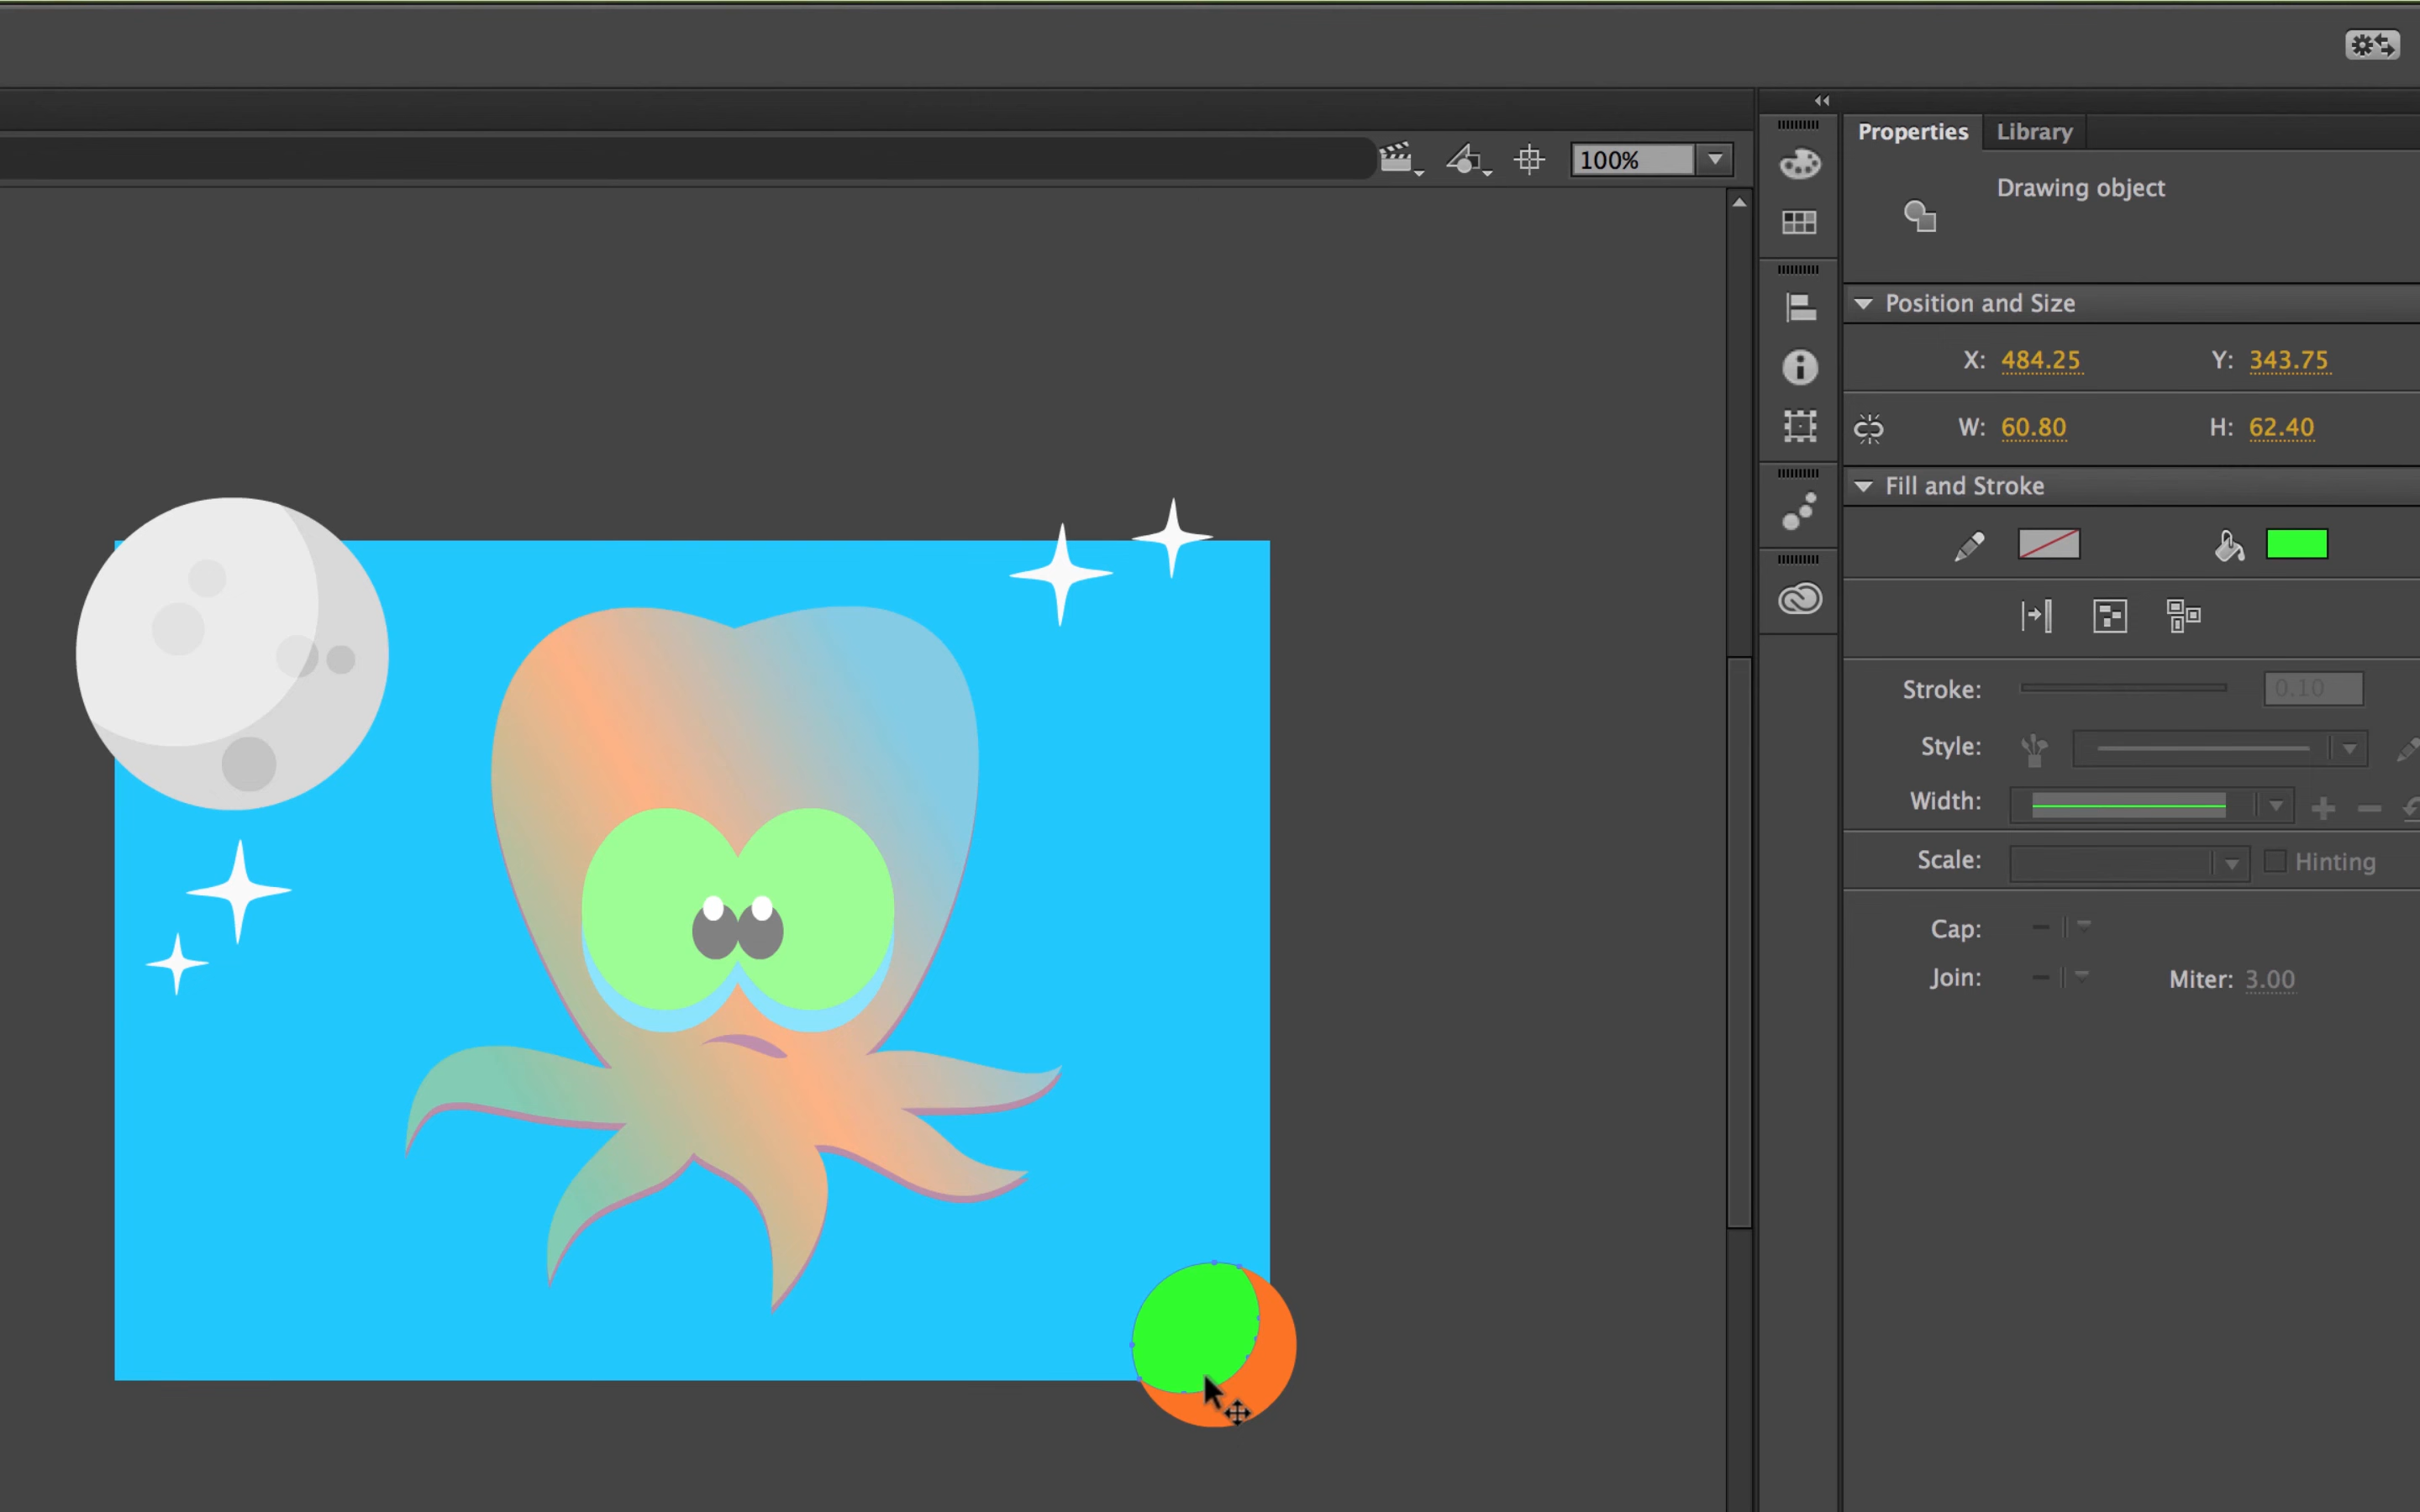 100%
Properties Library
Drawing object
Position and Size
X: 484.25 Y: 343.75
W: 60.80 H: 62.40
Fill and Stroke
Stroke: 0.10
Style:
Width:
Scale: Hinting
Cap:
Join: Miter: 3.00